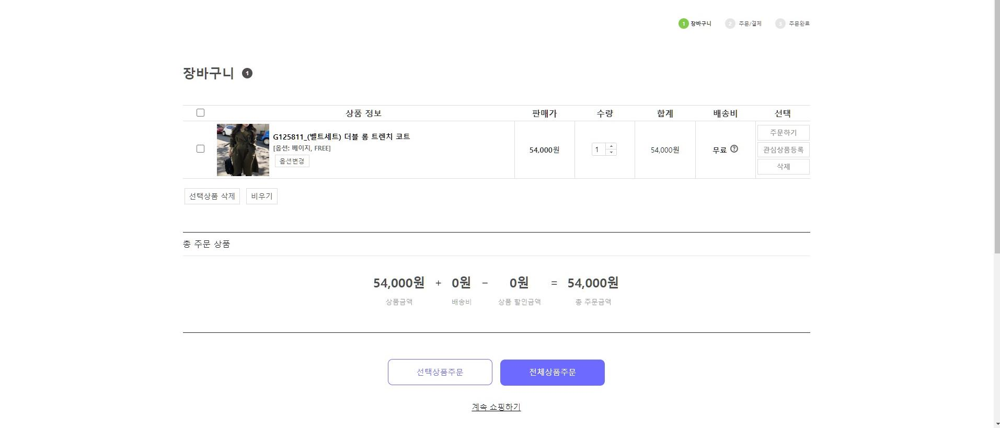 1 장바구니 2 주문/결제 3 주문완료
장바구니 1
상품 정보 판매가 수량 합계 배송비 선택
G125811_(벨트세트) 더블 롱 트렌치 코트
[옵션: 베이지, FREE]
옵션변경
54,000원 1 54,000원 무료 ?
주문하기
관심상품등록
삭제
선택상품 삭제 비우기
총 주문 상품
54,000원 + 0원 − 0원 = 54,000원
상품금액 배송비 상품 할인금액 총 주문금액
선택상품주문 전체상품주문
계속 쇼핑하기